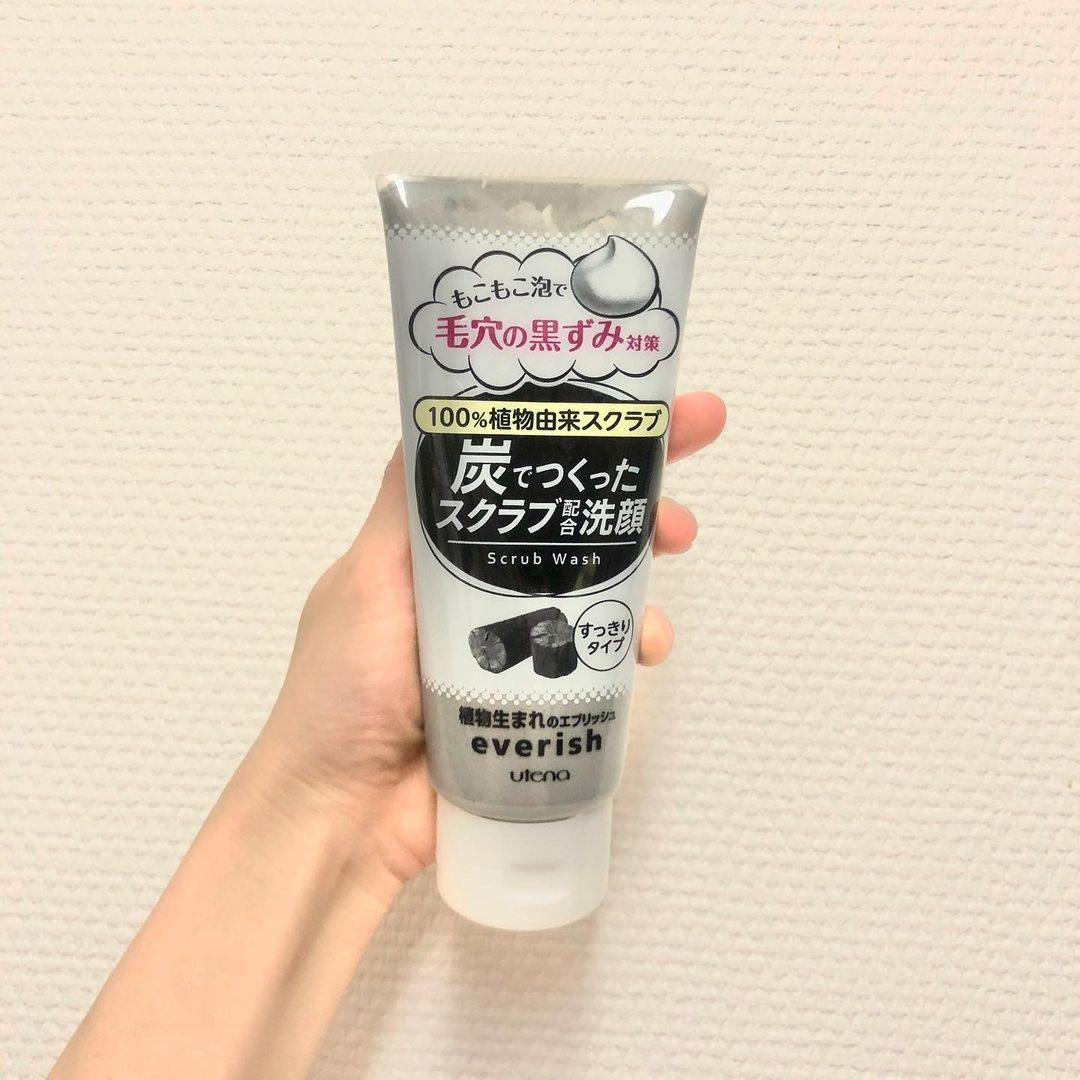 もこもこ泡で
毛穴の黒ずみ対策
100%植物由来スクラブ
炭でつくった
スクラブ配合洗顔
Scrub Wash
すっきり
タイプ
植物生まれのエブリッシュ
everish
utena